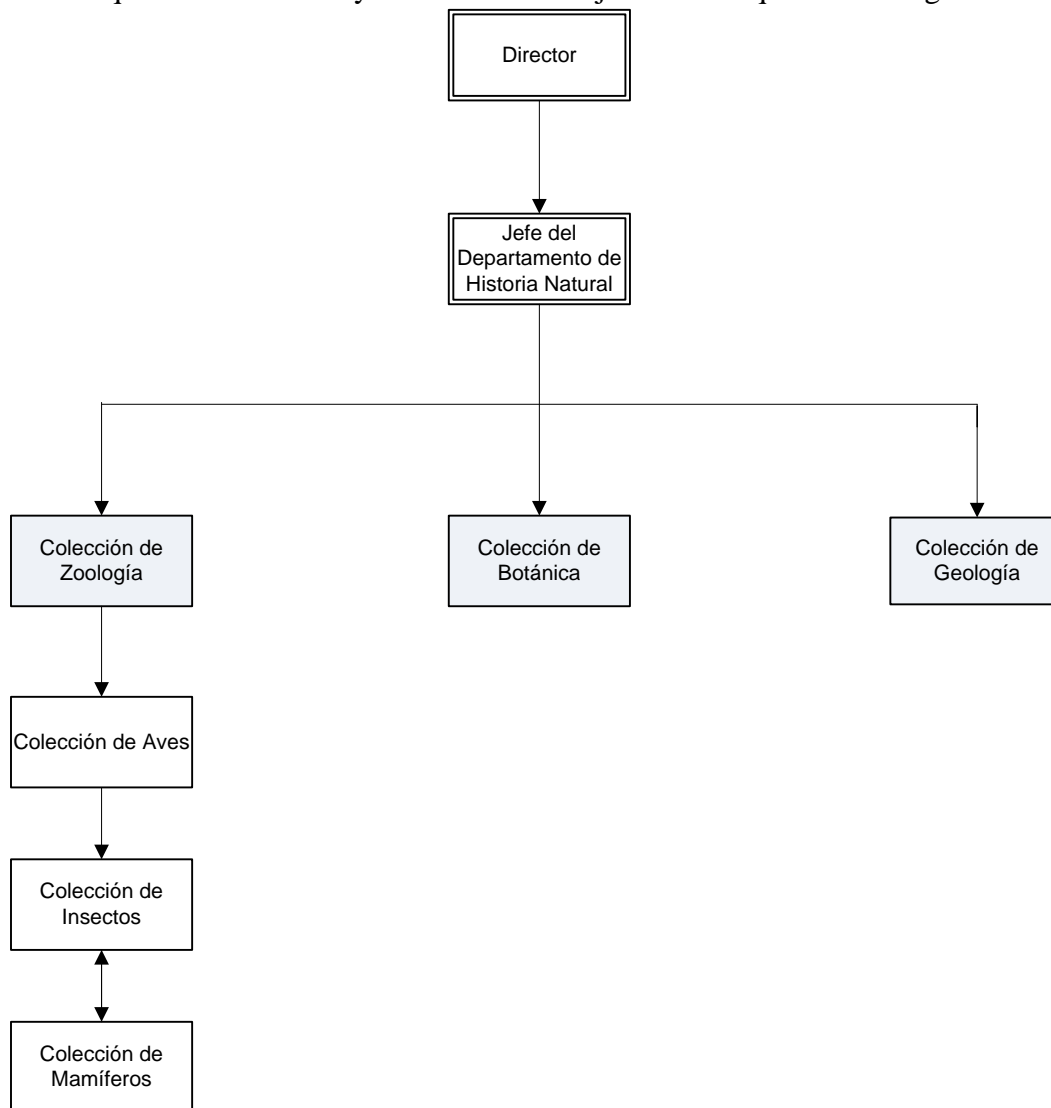 Director
Jefe del
Departamento de
Historia Natural
Colección de
Zoología
Colección de
Botánica
Colección de
Geología
Colección de Aves
Colección de
Insectos
Colección de
Mamíferos